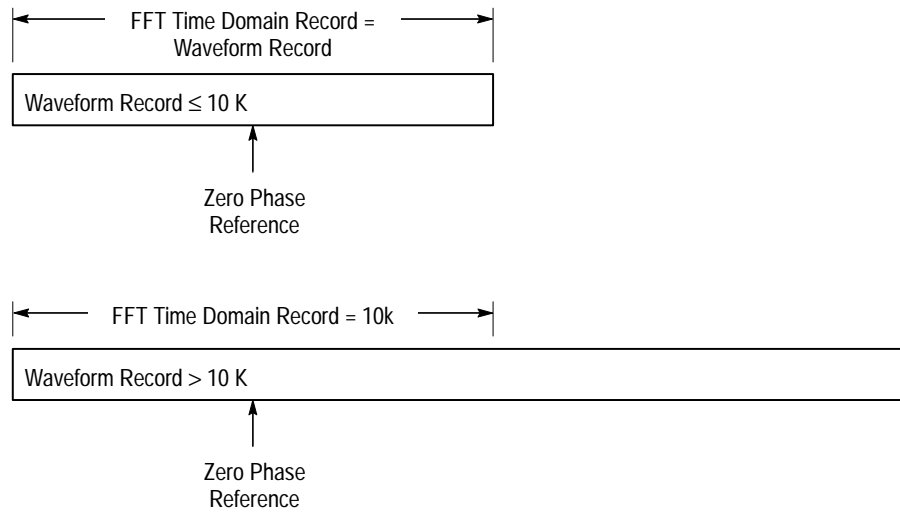 FFT Time Domain Record =
Waveform Record
Waveform Record ≤ 10 K
Zero Phase
Reference
FFT Time Domain Record = 10k
Waveform Record > 10 K
Zero Phase
Reference